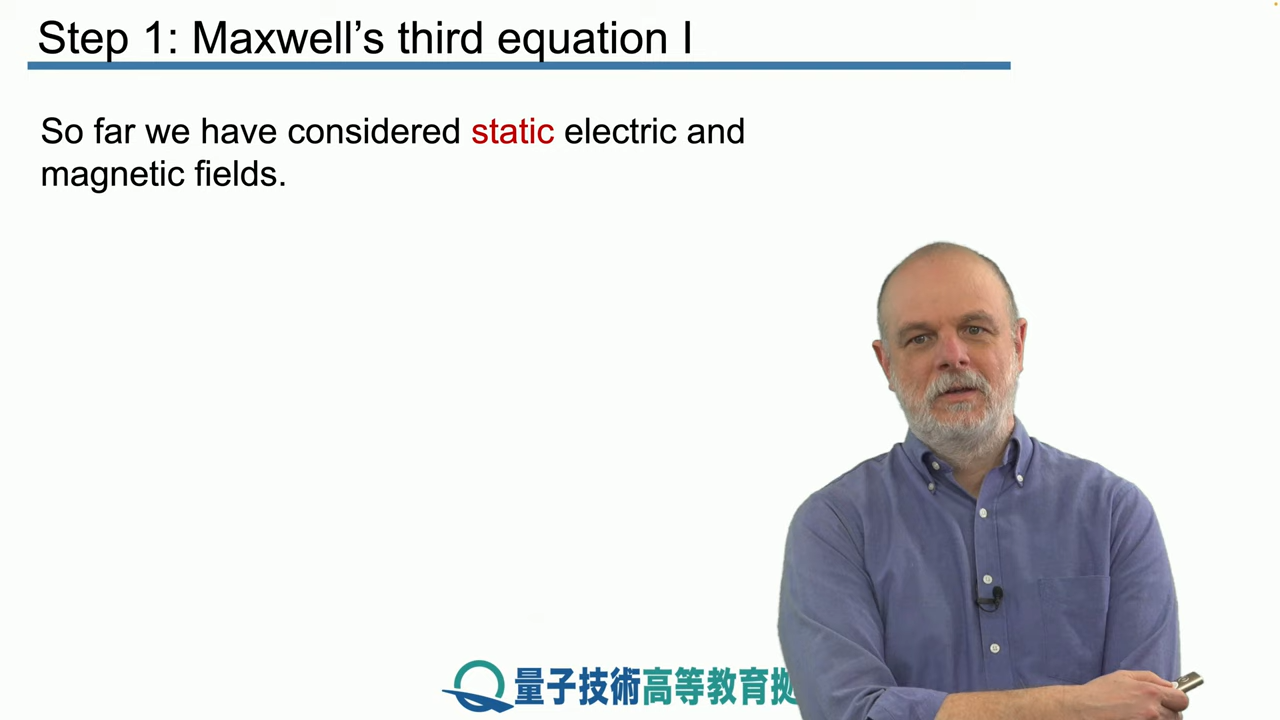 Step 1: Maxwell’s third equation I
So far we have considered static electric and
magnetic fields.
量子技術高等教育拠